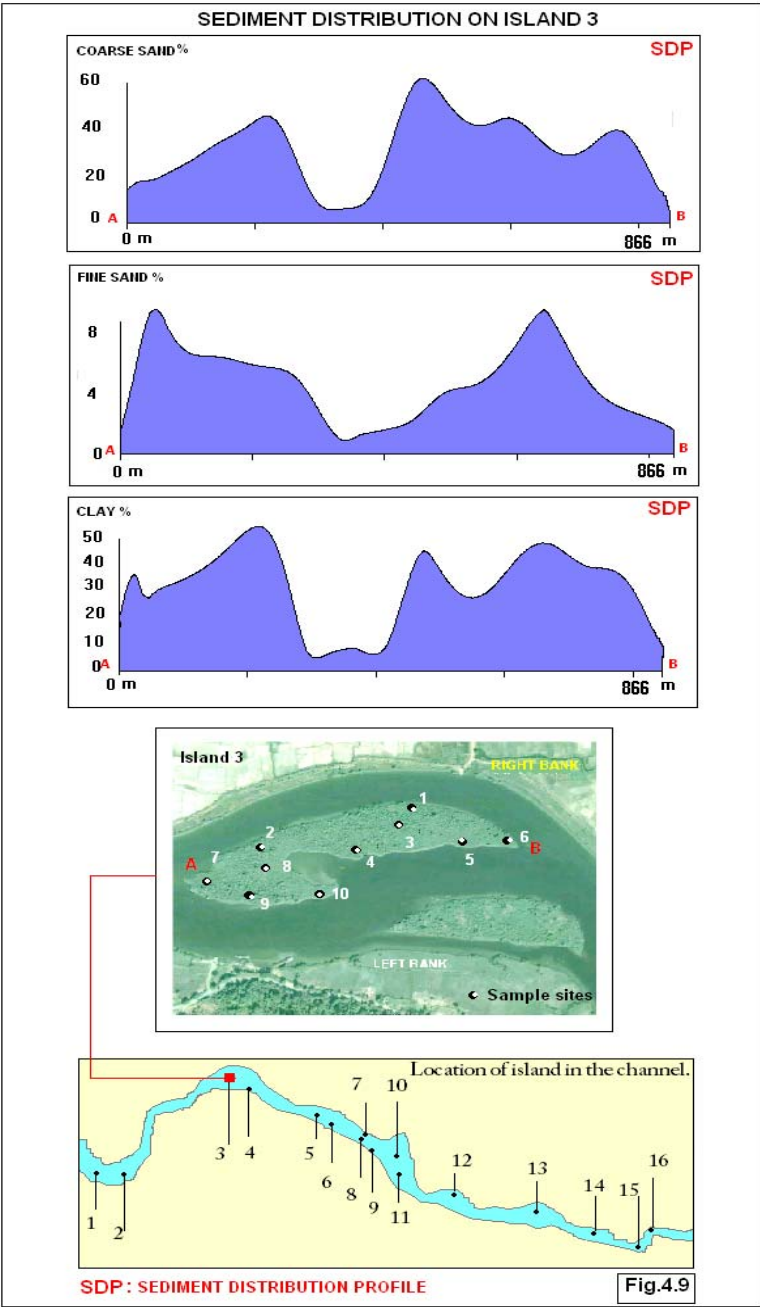 SEDIMENT DISTRIBUTION ON ISLAND 3
COARSE SAND%
SDP
60
40
20
0 A
B
0 m
866 m
FINE SAND %
SDP
8
4
0 A
B
0 m
866 m
CLAY %
SDP
50
40
30
20
10
0 A
B
0 m
866 m
Island 3
RIGHT BANK
1
2
3
6
A
7
4
5
B
8
9
10
LEFT BANK
Sample sites
Location of island in the channel.
7
10
3
4
5
12
13
14
15
16
6
8
9
11
1
2
SDP : SEDIMENT DISTRIBUTION PROFILE
Fig.4.9